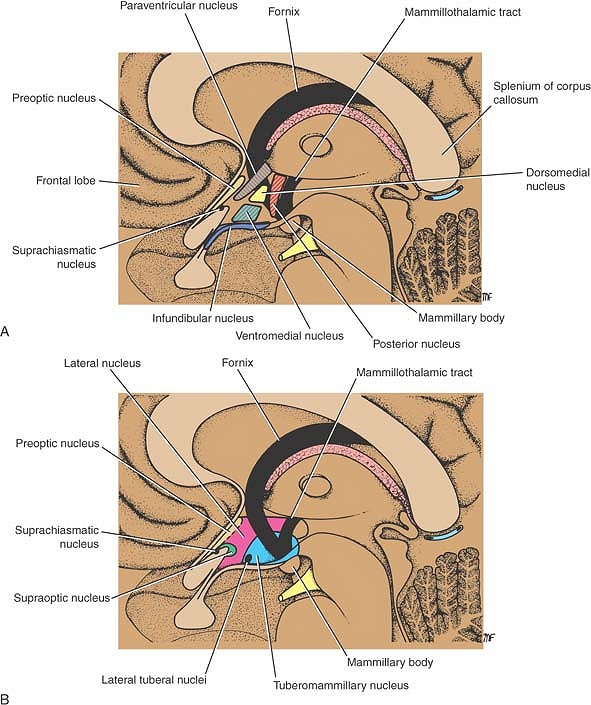 Paraventricular nucleus
Fornix
Mammillothalamic tract
Preoptic nucleus
Splenium of corpus
callosum
Frontal lobe
Dorsomedial
nucleus
Suprachiasmatic
nucleus
Infundibular nucleus
Mammillary body
Ventromedial nucleus
Posterior nucleus
A
Lateral nucleus
Fornix
Mammillothalamic tract
Preoptic nucleus
Suprachiasmatic
nucleus
Supraoptic nucleus
Mammillary body
Lateral tuberal nuclei
Tuberomammillary nucleus
B